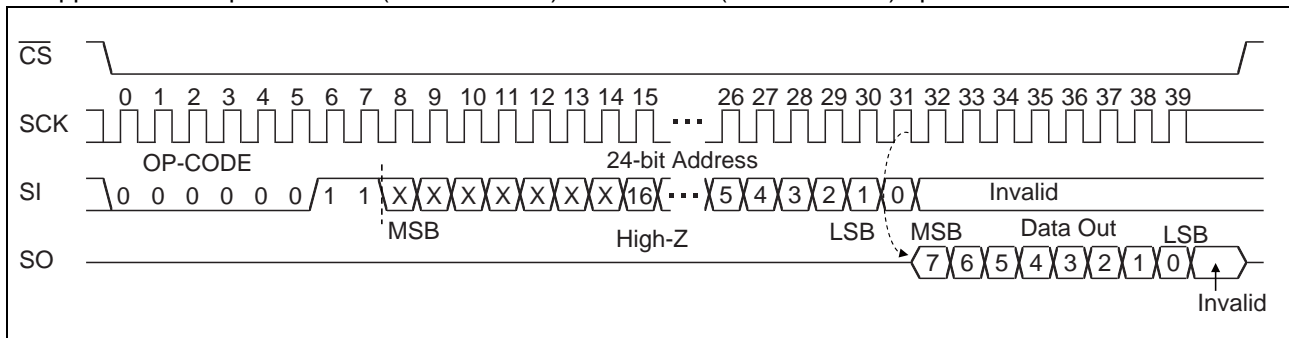 CS
0 1 2 3 4 5 6 7 8 9 10 11 12 13 14 15 ... 26 27 28 29 30 31 32 33 34 35 36 37 38 39
SCK
OP-CODE 24-bit Address
SI 0 0 0 0 0 0 1 1 X X X X X X X 16 ... 5 4 3 2 1 0 Invalid
MSB High-Z LSB MSB Data Out LSB
SO 7 6 5 4 3 2 1 0
Invalid